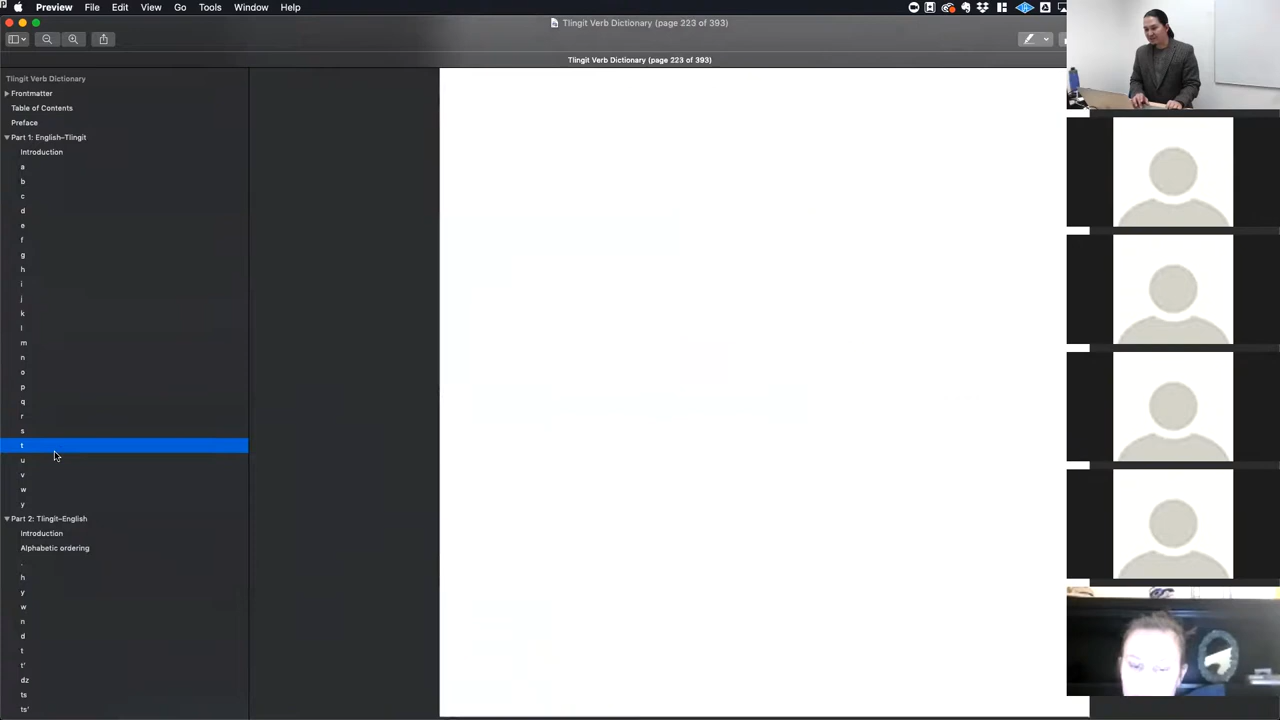 Preview File Edit View Go Tools Window Help
Tlingit Verb Dictionary (page 223 of 393)
Tlingit Verb Dictionary (page 223 of 393)
Tlingit Verb Dictionary
Frontmatter
Table of Contents
Preface
Part 1: English–Tlingit
Introduction
a
b
c
d
e
f
g
h
i
j
k
l
m
n
o
p
q
r
s
t
u
v
w
y
Part 2: Tlingit–English
Introduction
Alphabetic ordering
.
h
y
w
n
d
t
t'
dz
ts
ts'